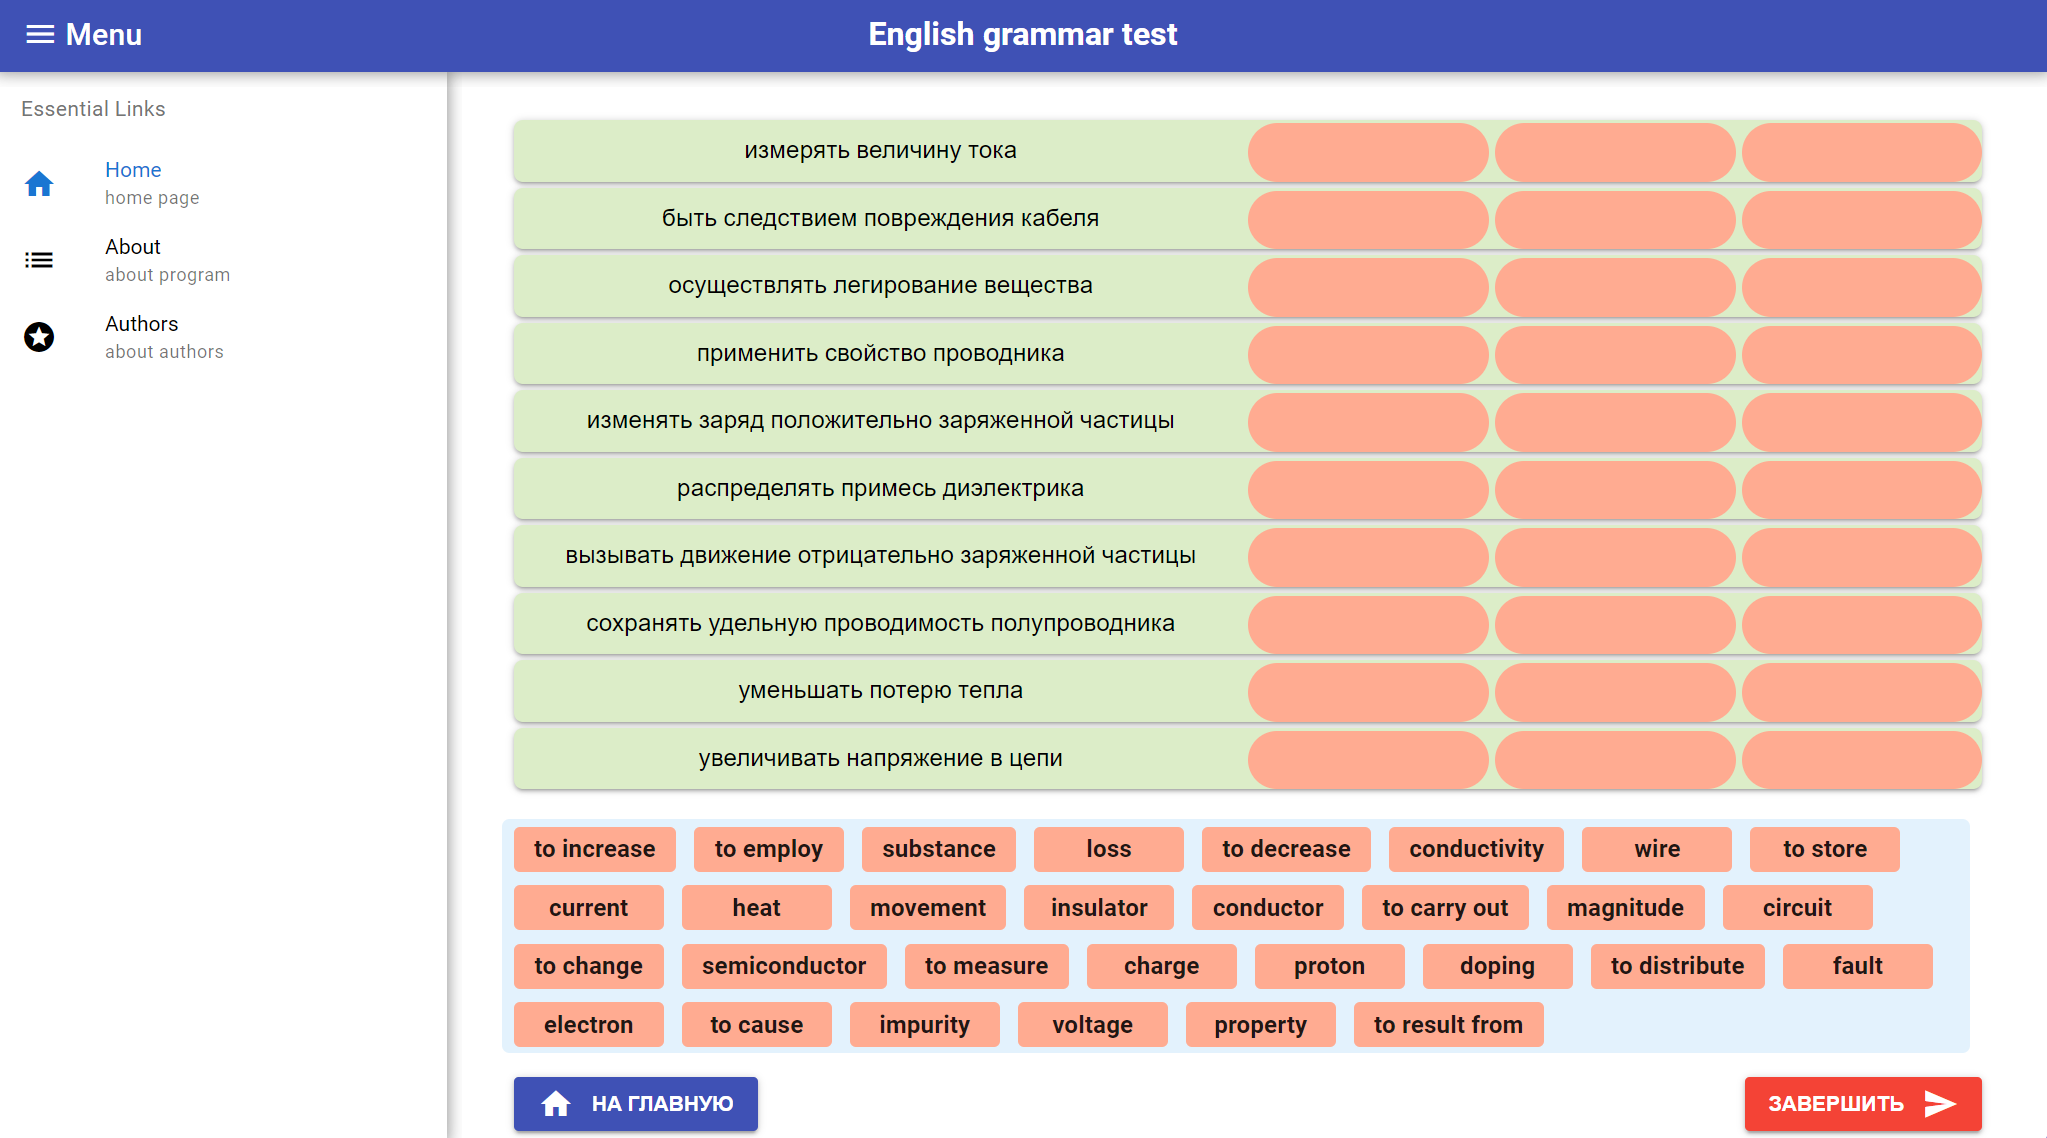 Menu
English grammar test
Essential Links
Home
home page
About
about program
Authors
about authors
измерять величину тока
быть следствием повреждения кабеля
осуществлять легирование вещества
применить свойство проводника
изменять заряд положительно заряженной частицы
распределять примесь диэлектрика
вызывать движение отрицательно заряженной частицы
сохранять удельную проводимость полупроводника
уменьшать потерю тепла
увеличивать напряжение в цепи
to increase to employ substance loss to decrease conductivity wire to store
current heat movement insulator conductor to carry out magnitude circuit
to change semiconductor to measure charge proton doping to distribute fault
electron to cause impurity voltage property to result from
НА ГЛАВНУЮ
ЗАВЕРШИТЬ